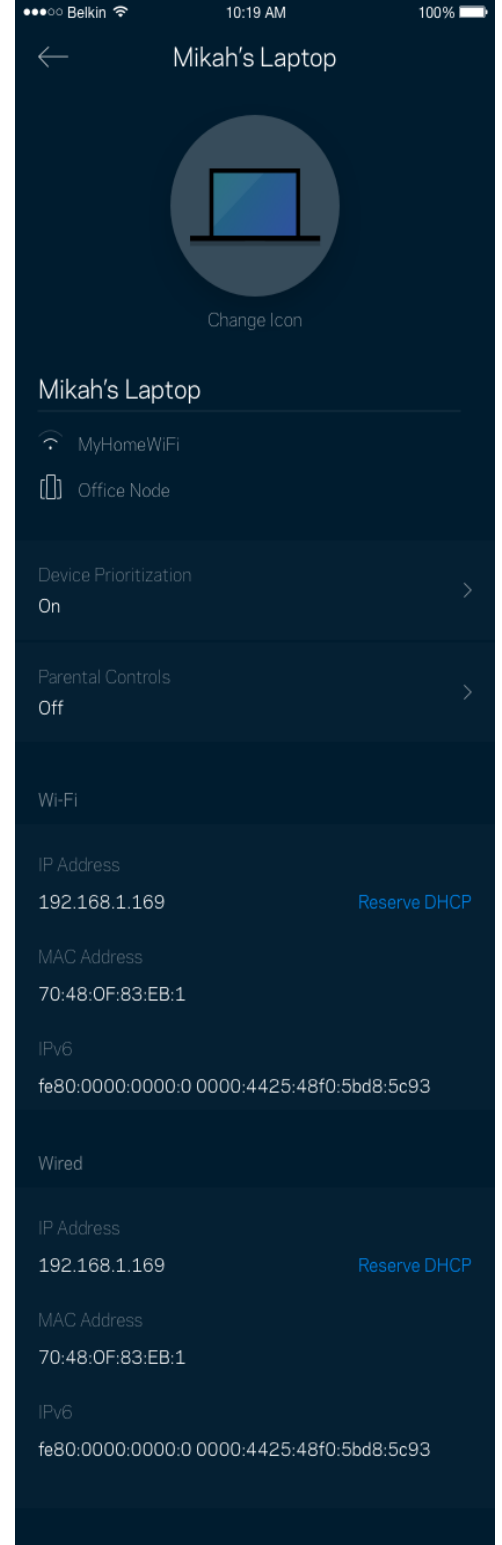 Belkin 10:19 AM 100%
Mikah's Laptop
Change Icon
Mikah's Laptop
MyHomeWiFi
Office Node
Device Prioritization
On
Parental Controls
Off
Wi-Fi
IP Address
192.168.1.169 Reserve DHCP
MAC Address
70:48:0F:83:EB:1
IPv6
fe80:0000:0000:0 0000:4425:48f0:5bd8:5c93
Wired
IP Address
192.168.1.169 Reserve DHCP
MAC Address
70:48:0F:83:EB:1
IPv6
fe80:0000:0000:0 0000:4425:48f0:5bd8:5c93